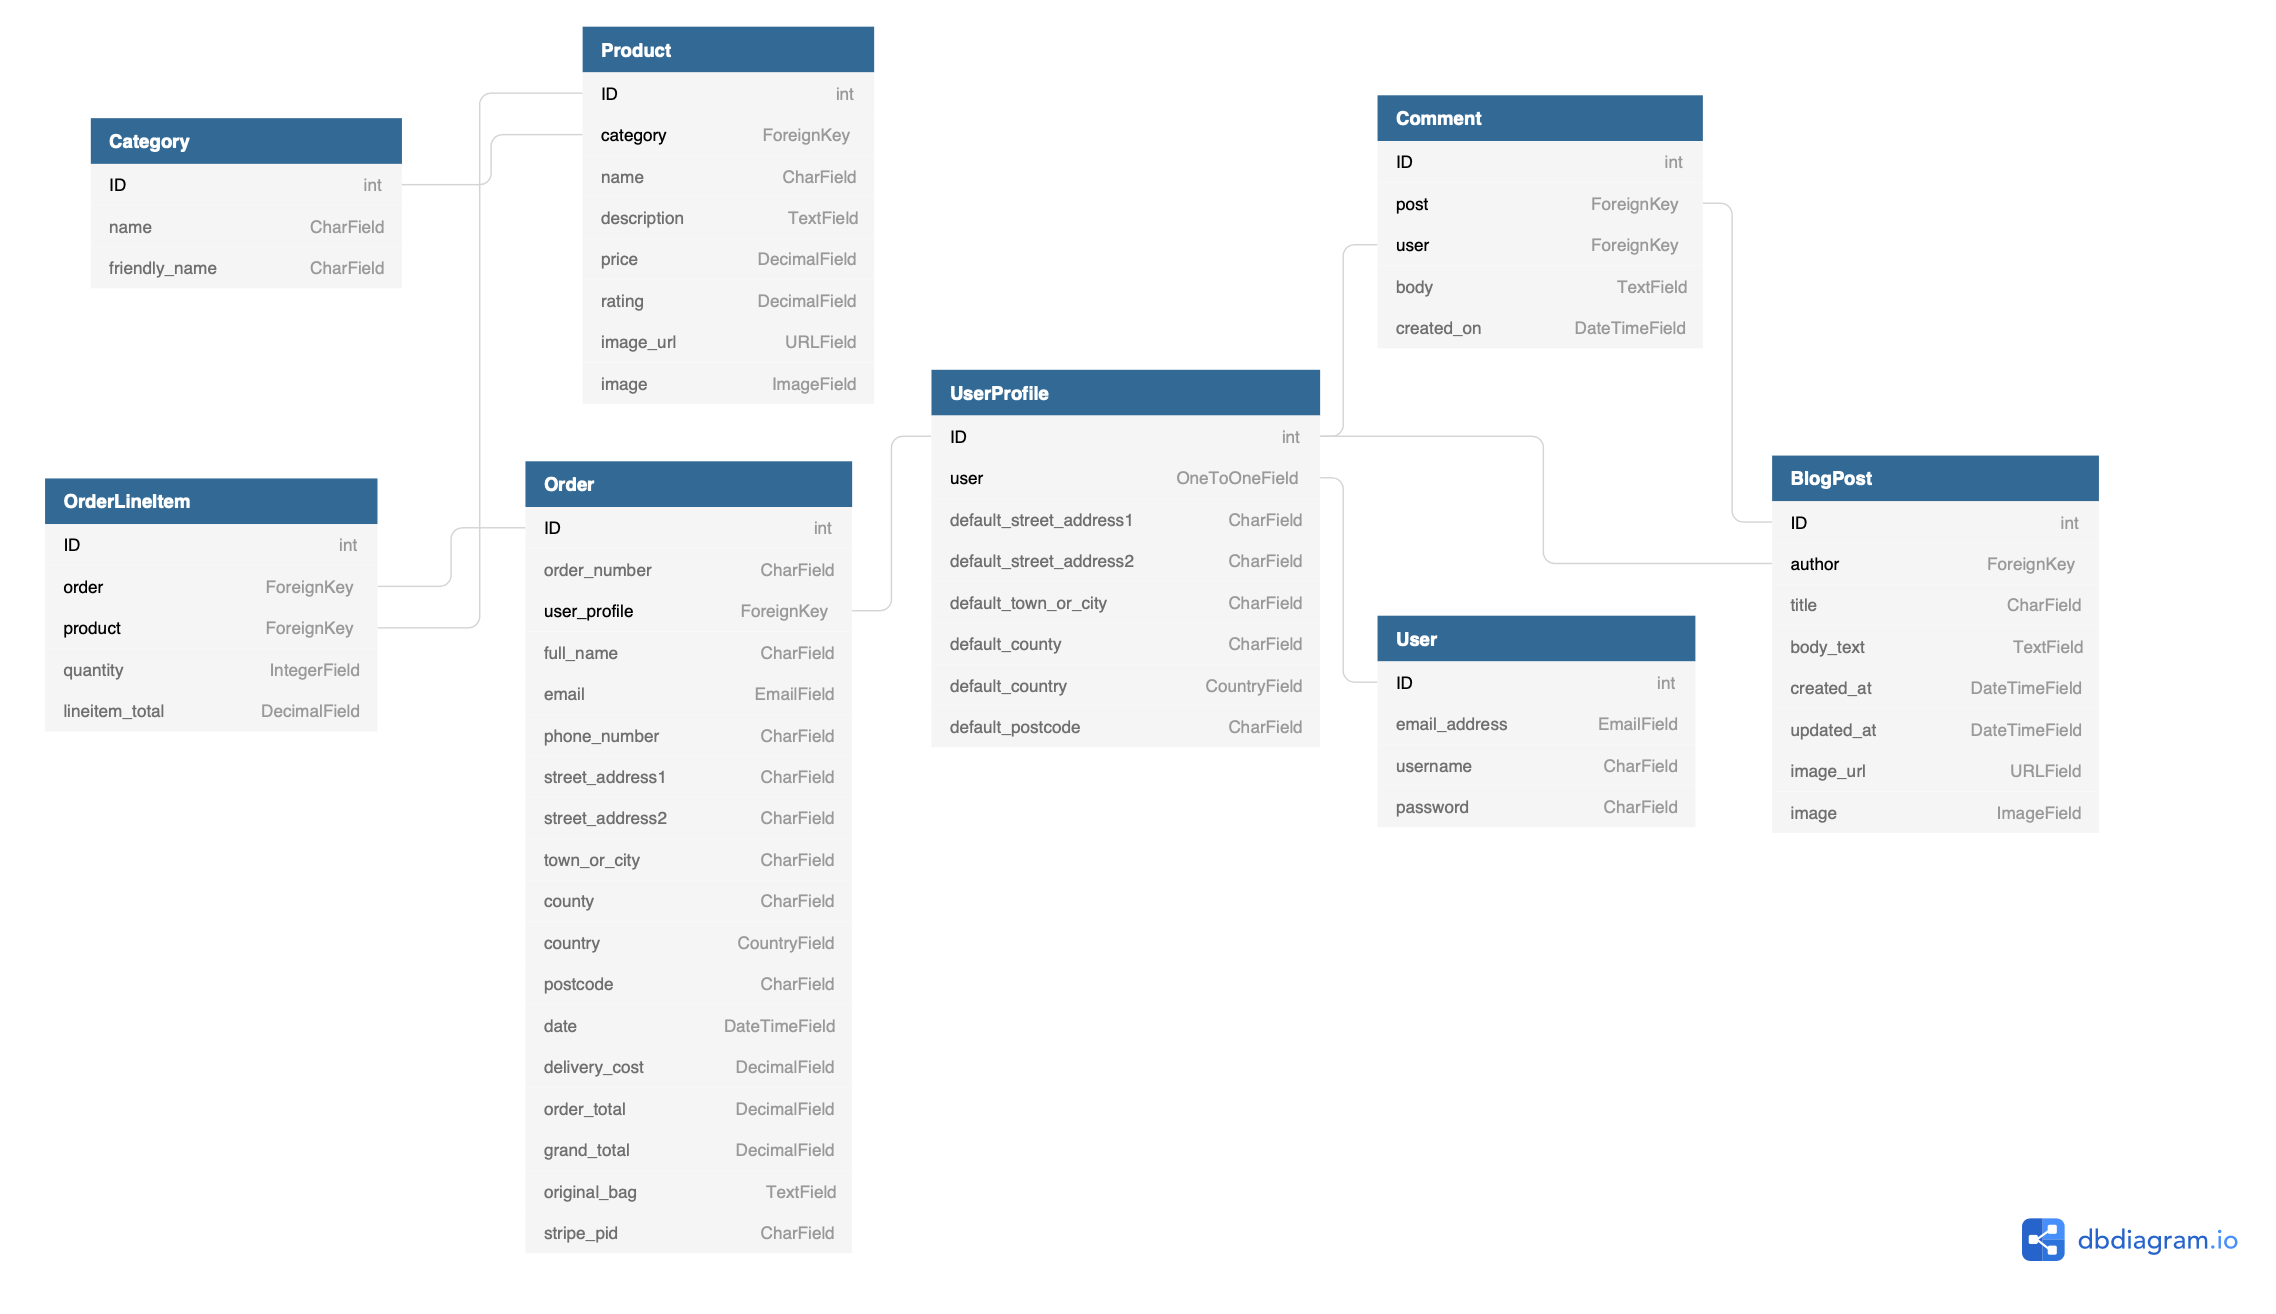 Product
ID int
category ForeignKey
name CharField
description TextField
price DecimalField
rating DecimalField
image_url URLField
image ImageField
Category
ID int
name CharField
friendly_name CharField
Comment
ID int
post ForeignKey
user ForeignKey
body TextField
created_on DateTimeField
UserProfile
ID int
user OneToOneField
default_street_address1 CharField
default_street_address2 CharField
default_town_or_city CharField
default_county CharField
default_country CountryField
default_postcode CharField
OrderLineItem
ID int
order ForeignKey
product ForeignKey
quantity IntegerField
lineitem_total DecimalField
Order
ID int
order_number CharField
user_profile ForeignKey
full_name CharField
email EmailField
phone_number CharField
street_address1 CharField
street_address2 CharField
town_or_city CharField
county CharField
country CountryField
postcode CharField
date DateTimeField
delivery_cost DecimalField
order_total DecimalField
grand_total DecimalField
original_bag TextField
stripe_pid CharField
BlogPost
ID int
author ForeignKey
title CharField
body_text TextField
created_at DateTimeField
updated_at DateTimeField
image_url URLField
image ImageField
User
ID int
email_address EmailField
username CharField
password CharField
dbdiagram.io